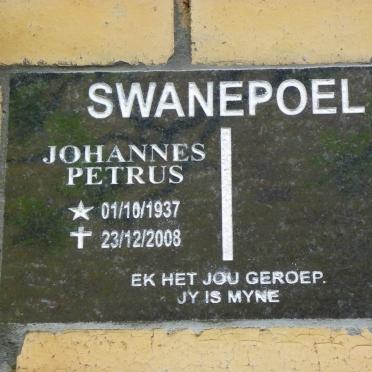 SWANEPOEL
JOHANNES
PETRUS
★ 01/10/1937
✝ 23/12/2008
EK HET JOU GEROEP.
JY IS MYNE